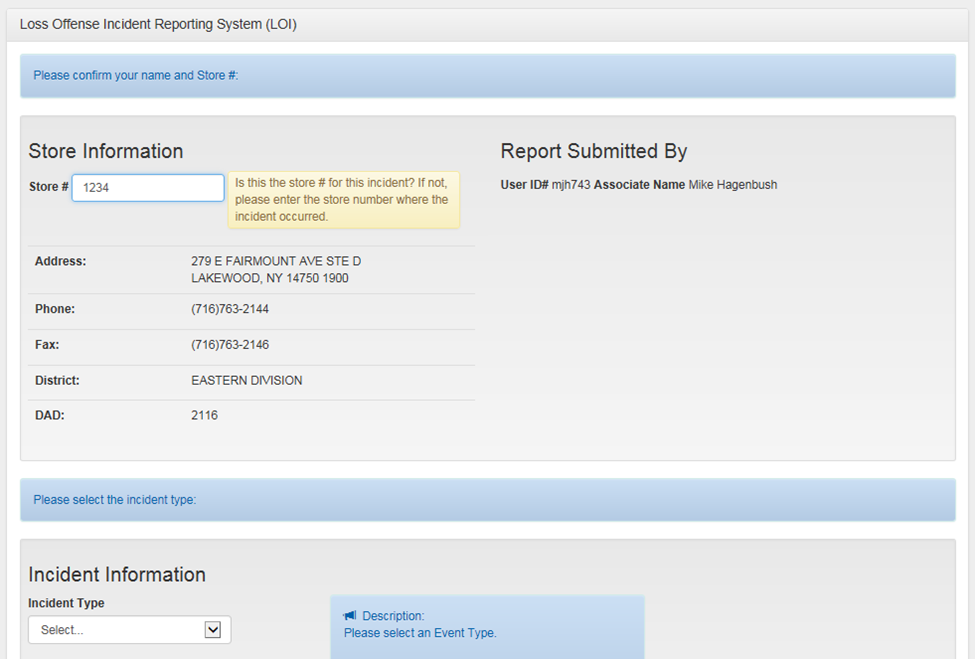 Loss Offense Incident Reporting System (LOI)
Please confirm your name and Store #:
Store Information
Store # 1234
Is this the store # for this incident? If not,
please enter the store number where the
incident occurred.
Address: 279 E FAIRMOUNT AVE STE D
LAKEWOOD, NY 14750 1900
Phone: (716)763-2144
Fax: (716)763-2146
District: EASTERN DIVISION
DAD: 2116
Report Submitted By
User ID# mjh743 Associate Name Mike Hagenbush
Please select the incident type:
Incident Information
Incident Type
Select...
Description:
Please select an Event Type.